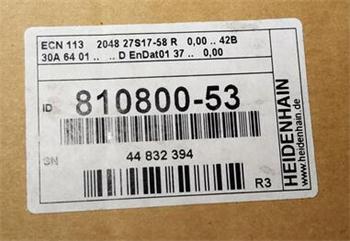 ECN 113 2048 27S17-58 R 0,00 .. 42B
30A 64 01 .. .. D EnDat01 37 .. 0,00
ID 810800-53
SN 44 832 394
R3
HEIDENHAIN
www.heidenhain.de